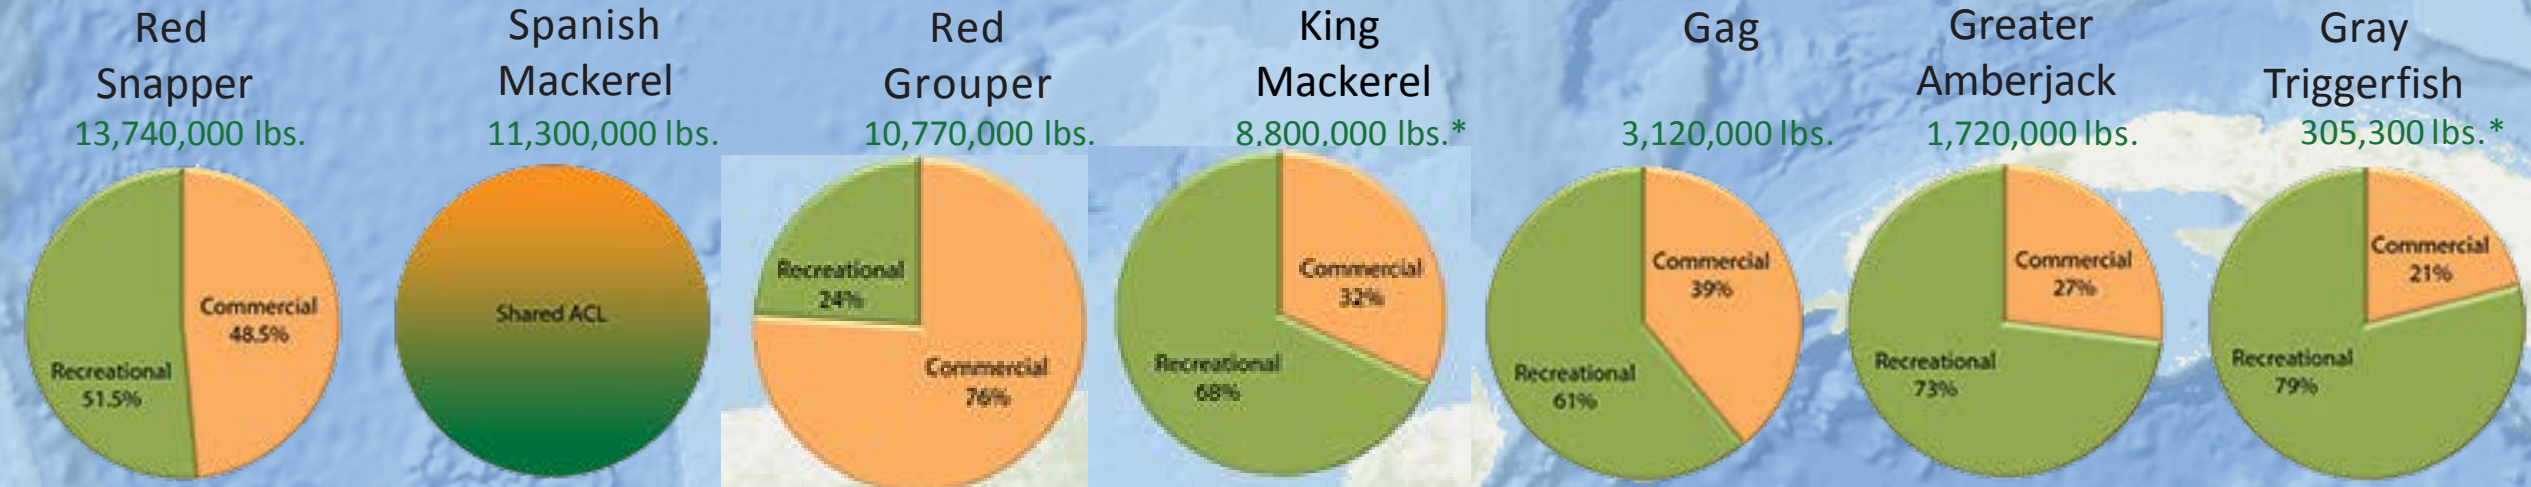 Red
Snapper
13,740,000 lbs.
Commercial
48.5%
Recreational
51.5%
Spanish
Mackerel
11,300,000 lbs.
Shared ACL
Red
Grouper
10,770,000 lbs.
Recreational
24%
Commercial
76%
King
Mackerel
8,800,000 lbs.*
Commercial
32%
Recreational
68%
Gag
3,120,000 lbs.
Commercial
39%
Recreational
61%
Greater
Amberjack
1,720,000 lbs.
Commercial
27%
Recreational
73%
Gray
Triggerfish
305,300 lbs.*
Commercial
21%
Recreational
79%